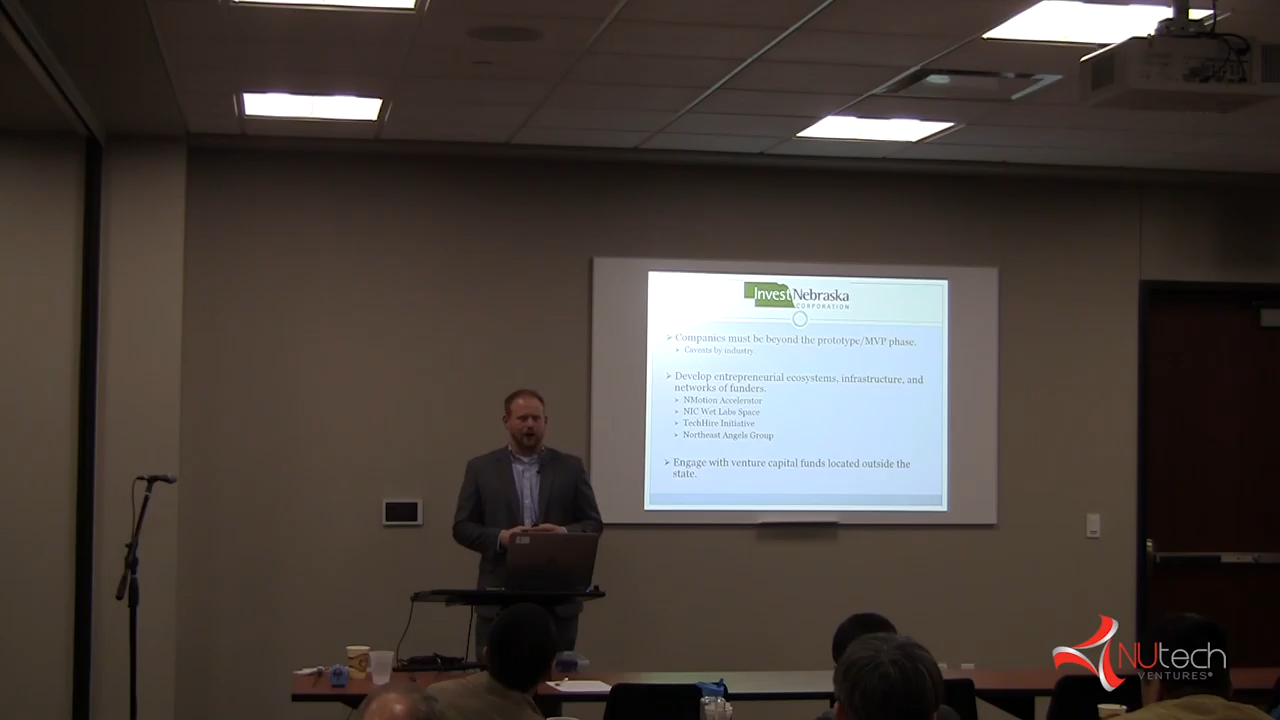 InvestNebraska
CORPORATION
➢ Companies must be beyond the prototype/MVP phase.
➢ Caveats by industry.
➢ Develop entrepreneurial ecosystems, infrastructure, and
networks of funders.
➢ NMotion Accelerator
➢ NIC Wet Labs Space
➢ TechHire Initiative
➢ Northeast Angels Group
➢ Engage with venture capital funds located outside the
state.
NUtech
VENTURES®